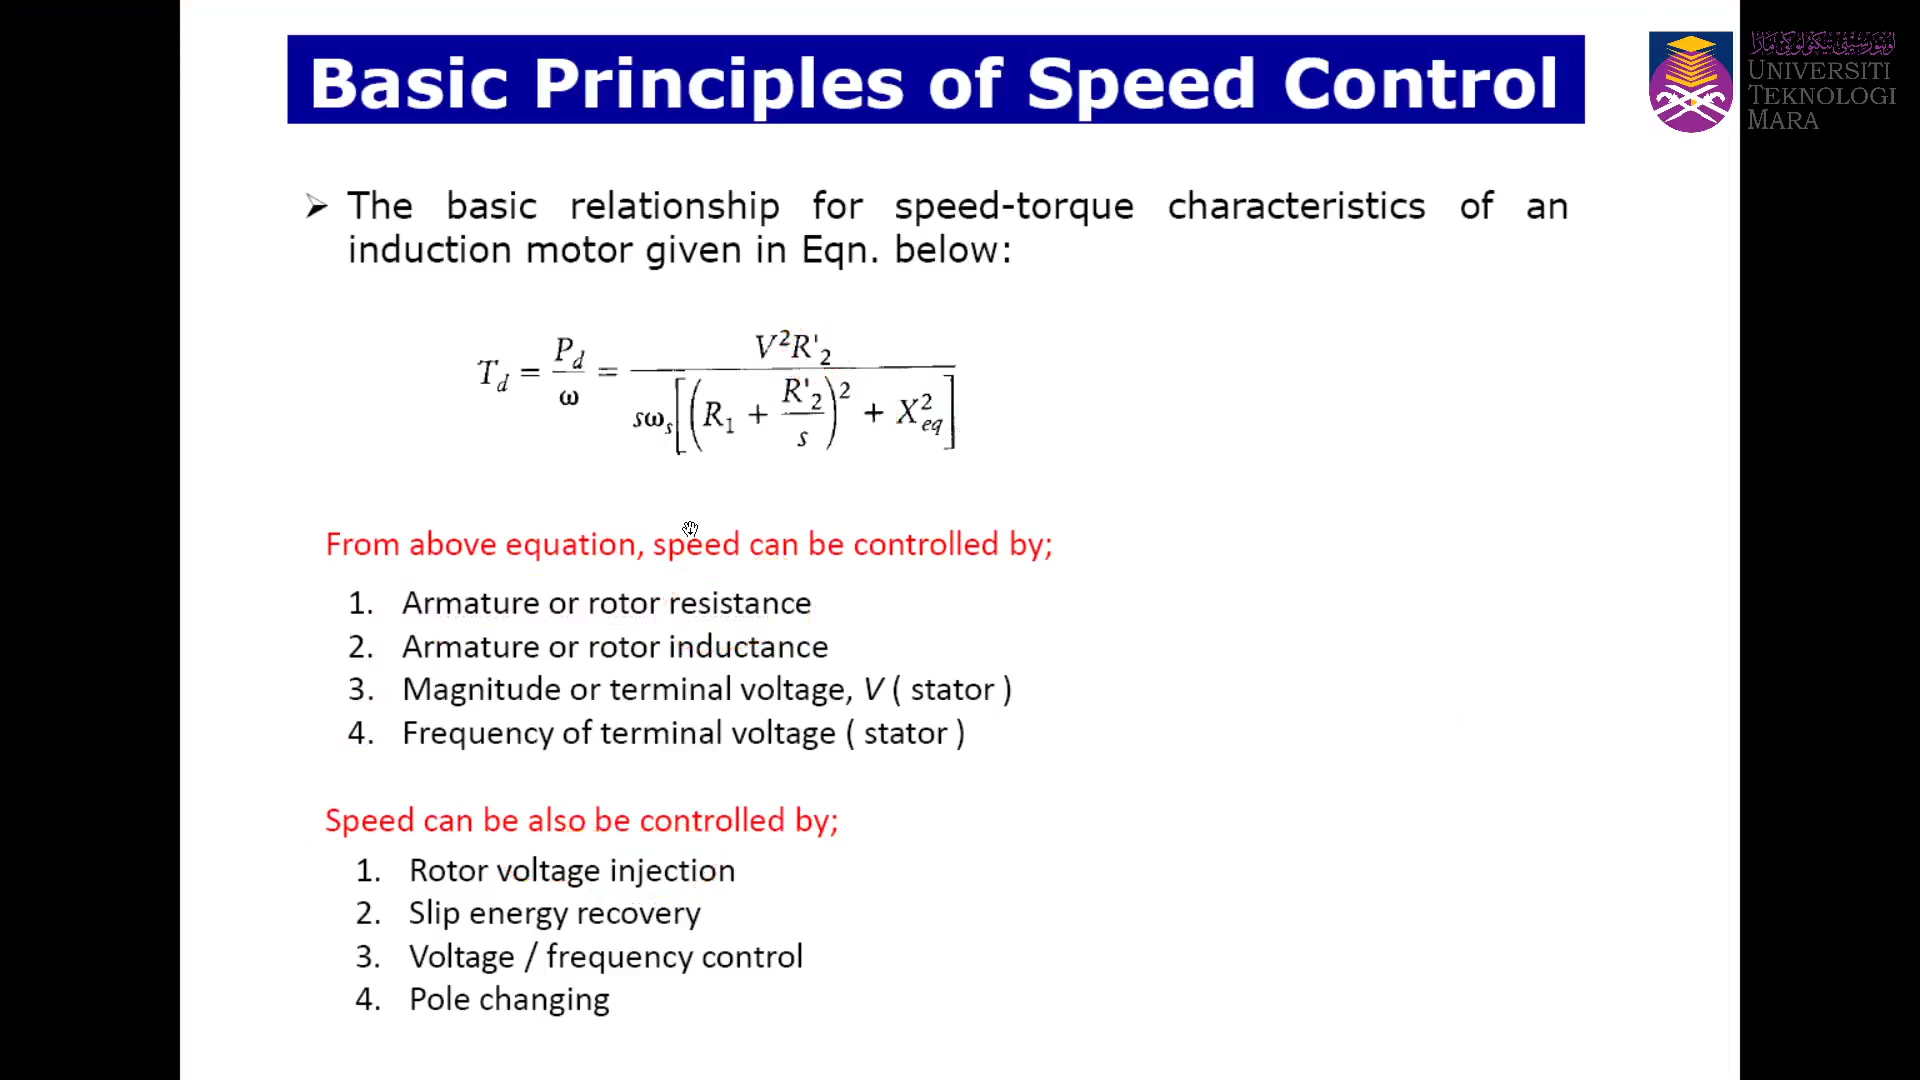 Basic Principles of Speed Control
اونيۏرسيتي تيكنولوڬي مارا
UNIVERSITI
TEKNOLOGI
MARA
➢ The basic relationship for speed-torque characteristics of an
induction motor given in Eqn. below:
T_d = P_d / ω = V²R'₂ / sω_s[(R₁ + R'₂/s)² + X²_eq]
From above equation, speed can be controlled by;
1. Armature or rotor resistance
2. Armature or rotor inductance
3. Magnitude or terminal voltage, V ( stator )
4. Frequency of terminal voltage ( stator )
Speed can be also be controlled by;
1. Rotor voltage injection
2. Slip energy recovery
3. Voltage / frequency control
4. Pole changing